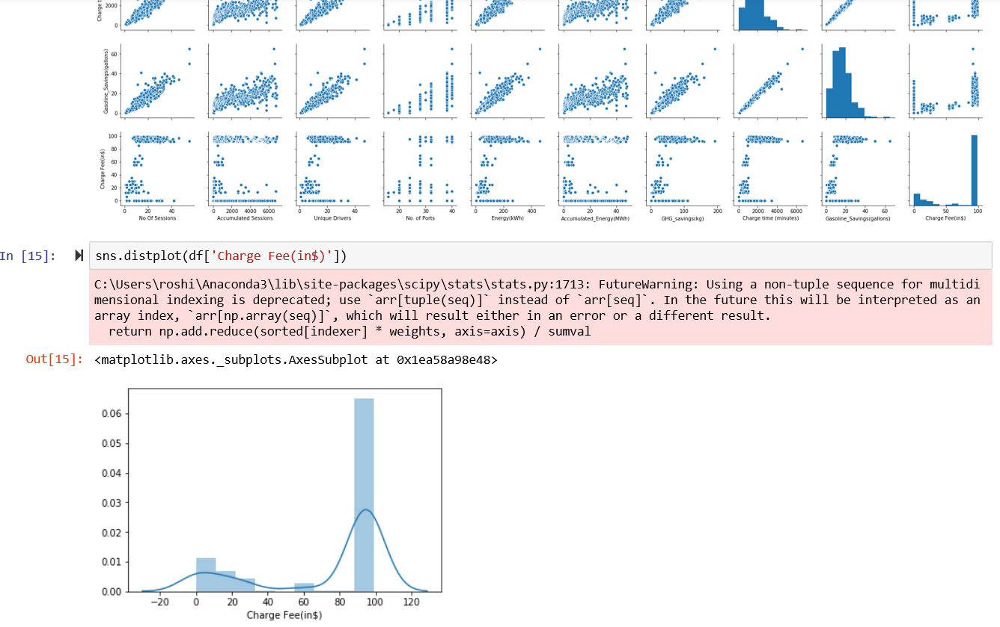 Charge t
2000
0
Gasoline_Savings(gallons)
60
40
20
0
Charge Fee(in$)
100
80
60
40
20
0
0 20 40
0 2000 4000 6000
0 20 40
20 30 40
0 200 400
0 20 40
0 100 200
0 2000 4000 6000
0 20 40 60
0 50 100
No Of Sessions
Accumulated Sessions
Unique Drivers
No. of Ports
Energy(kWh)
Accumulated_Energy(MWh)
GHG_savings(kg)
Charge time (minutes)
Gasoline_Savings(gallons)
Charge Fee(in$)
In [15]:
sns.distplot(df['Charge Fee(in$)'])
C:\Users\roshi\Anaconda3\lib\site-packages\scipy\stats\stats.py:1713: FutureWarning: Using a non-tuple sequence for multidi
mensional indexing is deprecated; use `arr[tuple(seq)]` instead of `arr[seq]`. In the future this will be interpreted as an
array index, `arr[np.array(seq)]`, which will result either in an error or a different result.
return np.add.reduce(sorted[indexer] * weights, axis=axis) / sumval
Out[15]:
<matplotlib.axes._subplots.AxesSubplot at 0x1ea58a98e48>
0.06
0.05
0.04
0.03
0.02
0.01
0.00
−20 0 20 40 60 80 100 120
Charge Fee(in$)